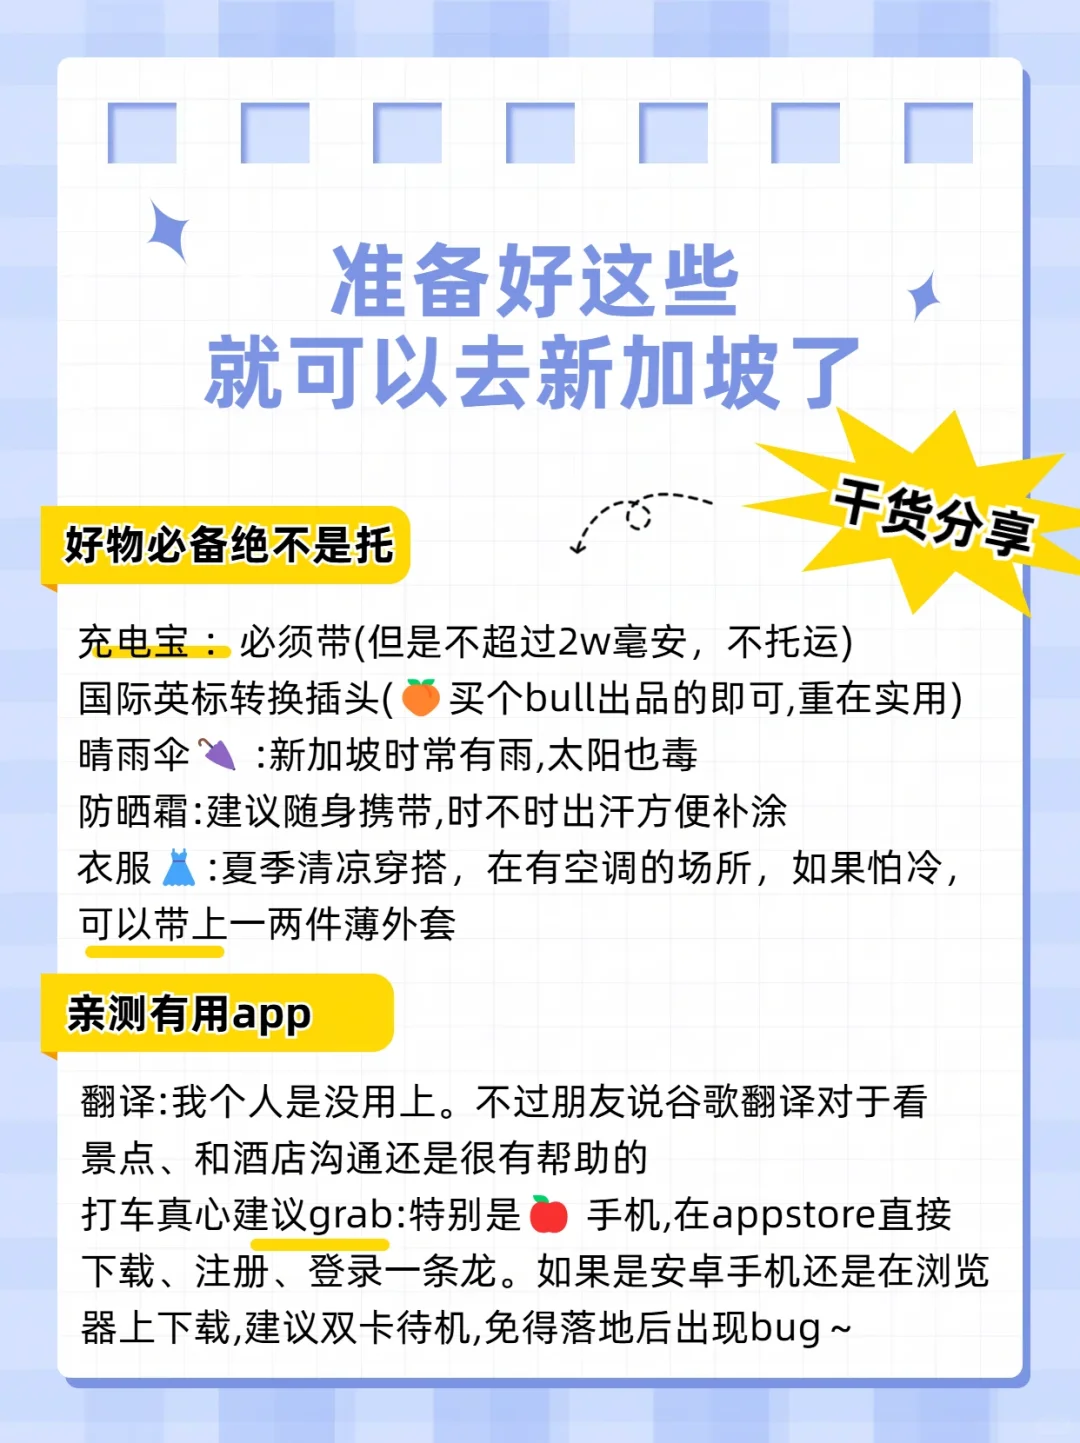 准备好这些
就可以去新加坡了
干货分享
好物必备绝不是托
充电宝：必须带(但是不超过2w毫安，不托运)
国际英标转换插头(🍑买个bull出品的即可,重在实用)
晴雨伞🌂:新加坡时常有雨,太阳也毒
防晒霜:建议随身携带,时不时出汗方便补涂
衣服👗:夏季清凉穿搭，在有空调的场所，如果怕冷，
可以带上一两件薄外套
亲测有用app
翻译:我个人是没用上。不过朋友说谷歌翻译对于看
景点、和酒店沟通还是很有帮助的
打车真心建议grab:特别是🍎手机,在appstore直接
下载、注册、登录一条龙。如果是安卓手机还是在浏览
器上下载,建议双卡待机,免得落地后出现bug～